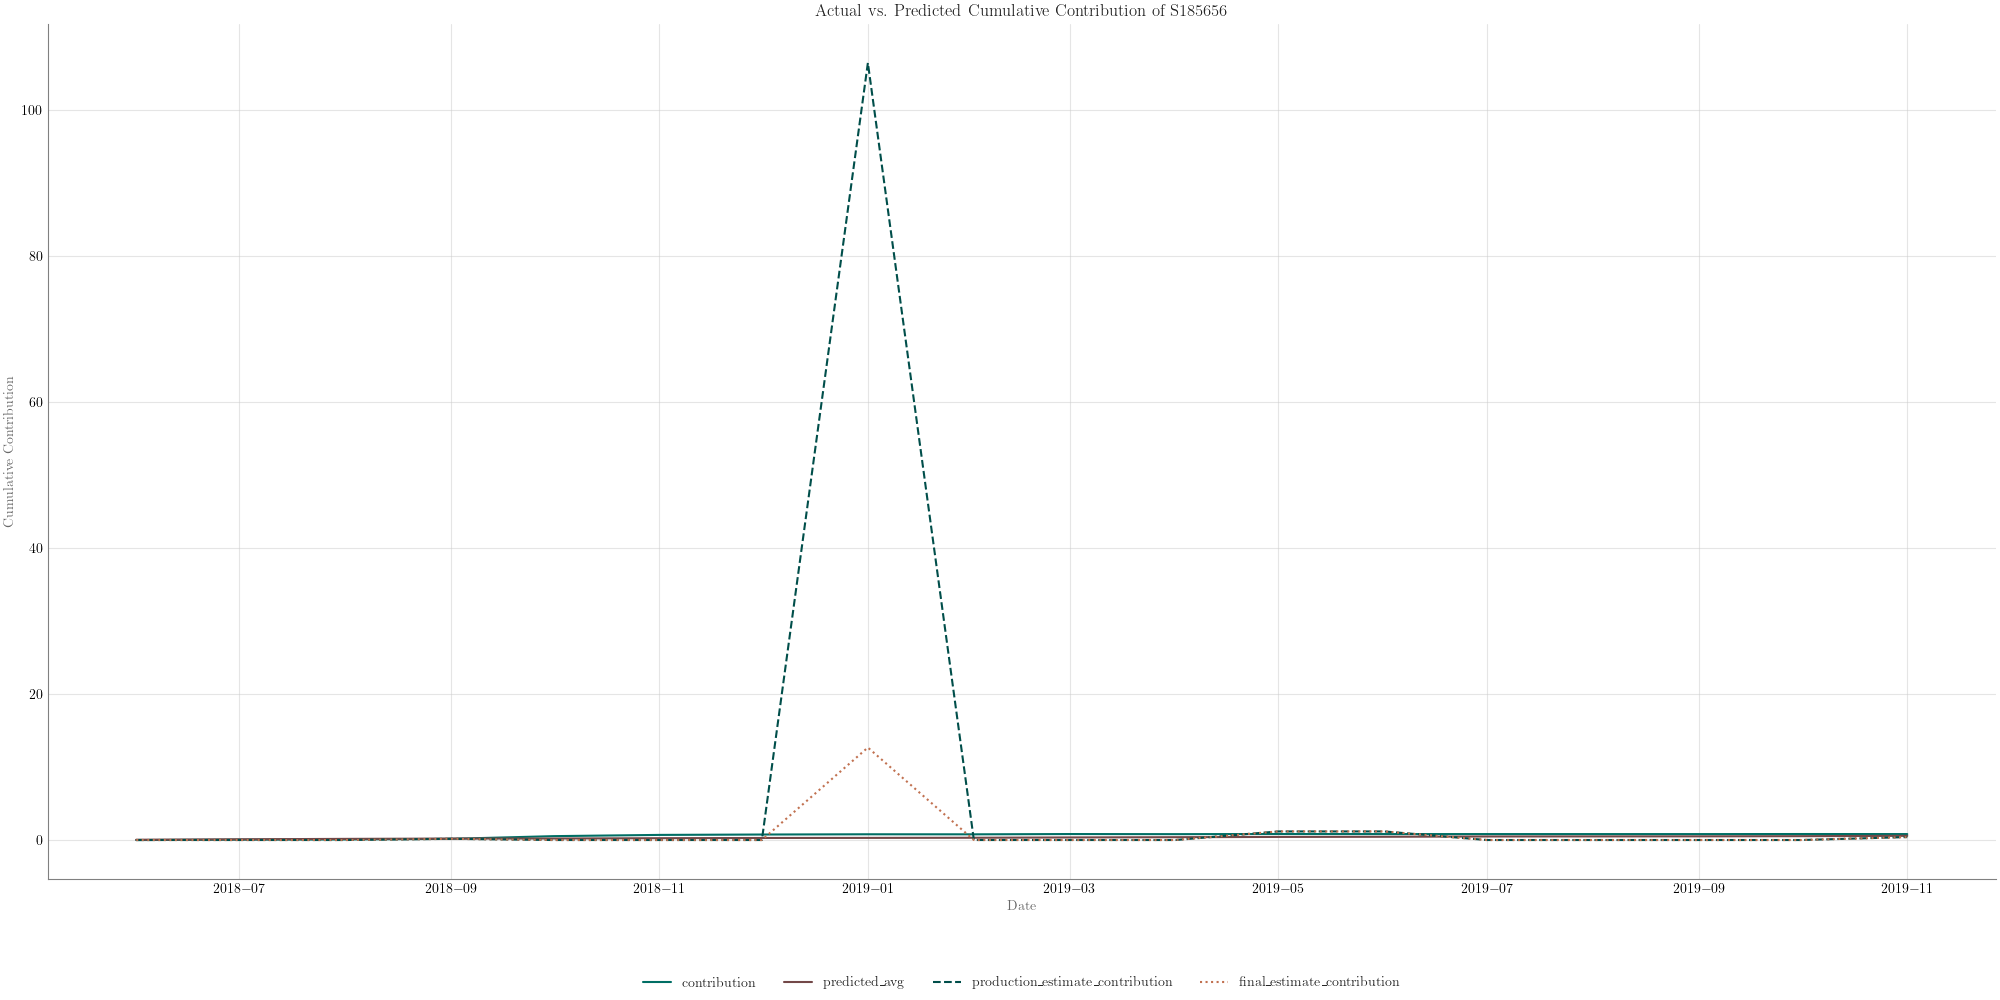 Actual vs. Predicted Cumulative Contribution of S185656
Cumulative Contribution
100
80
60
40
20
0
2018−07 2018−09 2018−11 2019−01 2019−03 2019−05 2019−07 2019−09 2019−11
Date
contribution predicted_avg production_estimate_contribution final_estimate_contribution